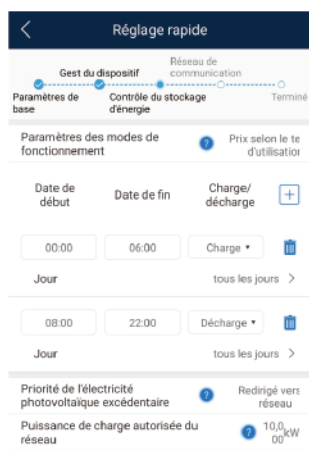 Réglage rapide
Réseau de
Gest du dispositif communication
Paramètres de Contrôle du stockage Terminé
base d'énergie
Paramètres des modes de Prix selon le te
fonctionnement d'utilisation
Date de Date de fin Charge/
début décharge
00:00 06:00 Charge
Jour tous les jours
08:00 22:00 Décharge
Jour tous les jours
Priorité de l'élec­tricité Redirigé vers
photovoltaïque excédentaire réseau
Puissance de charge autorisée du 10,0 kW
réseau 00